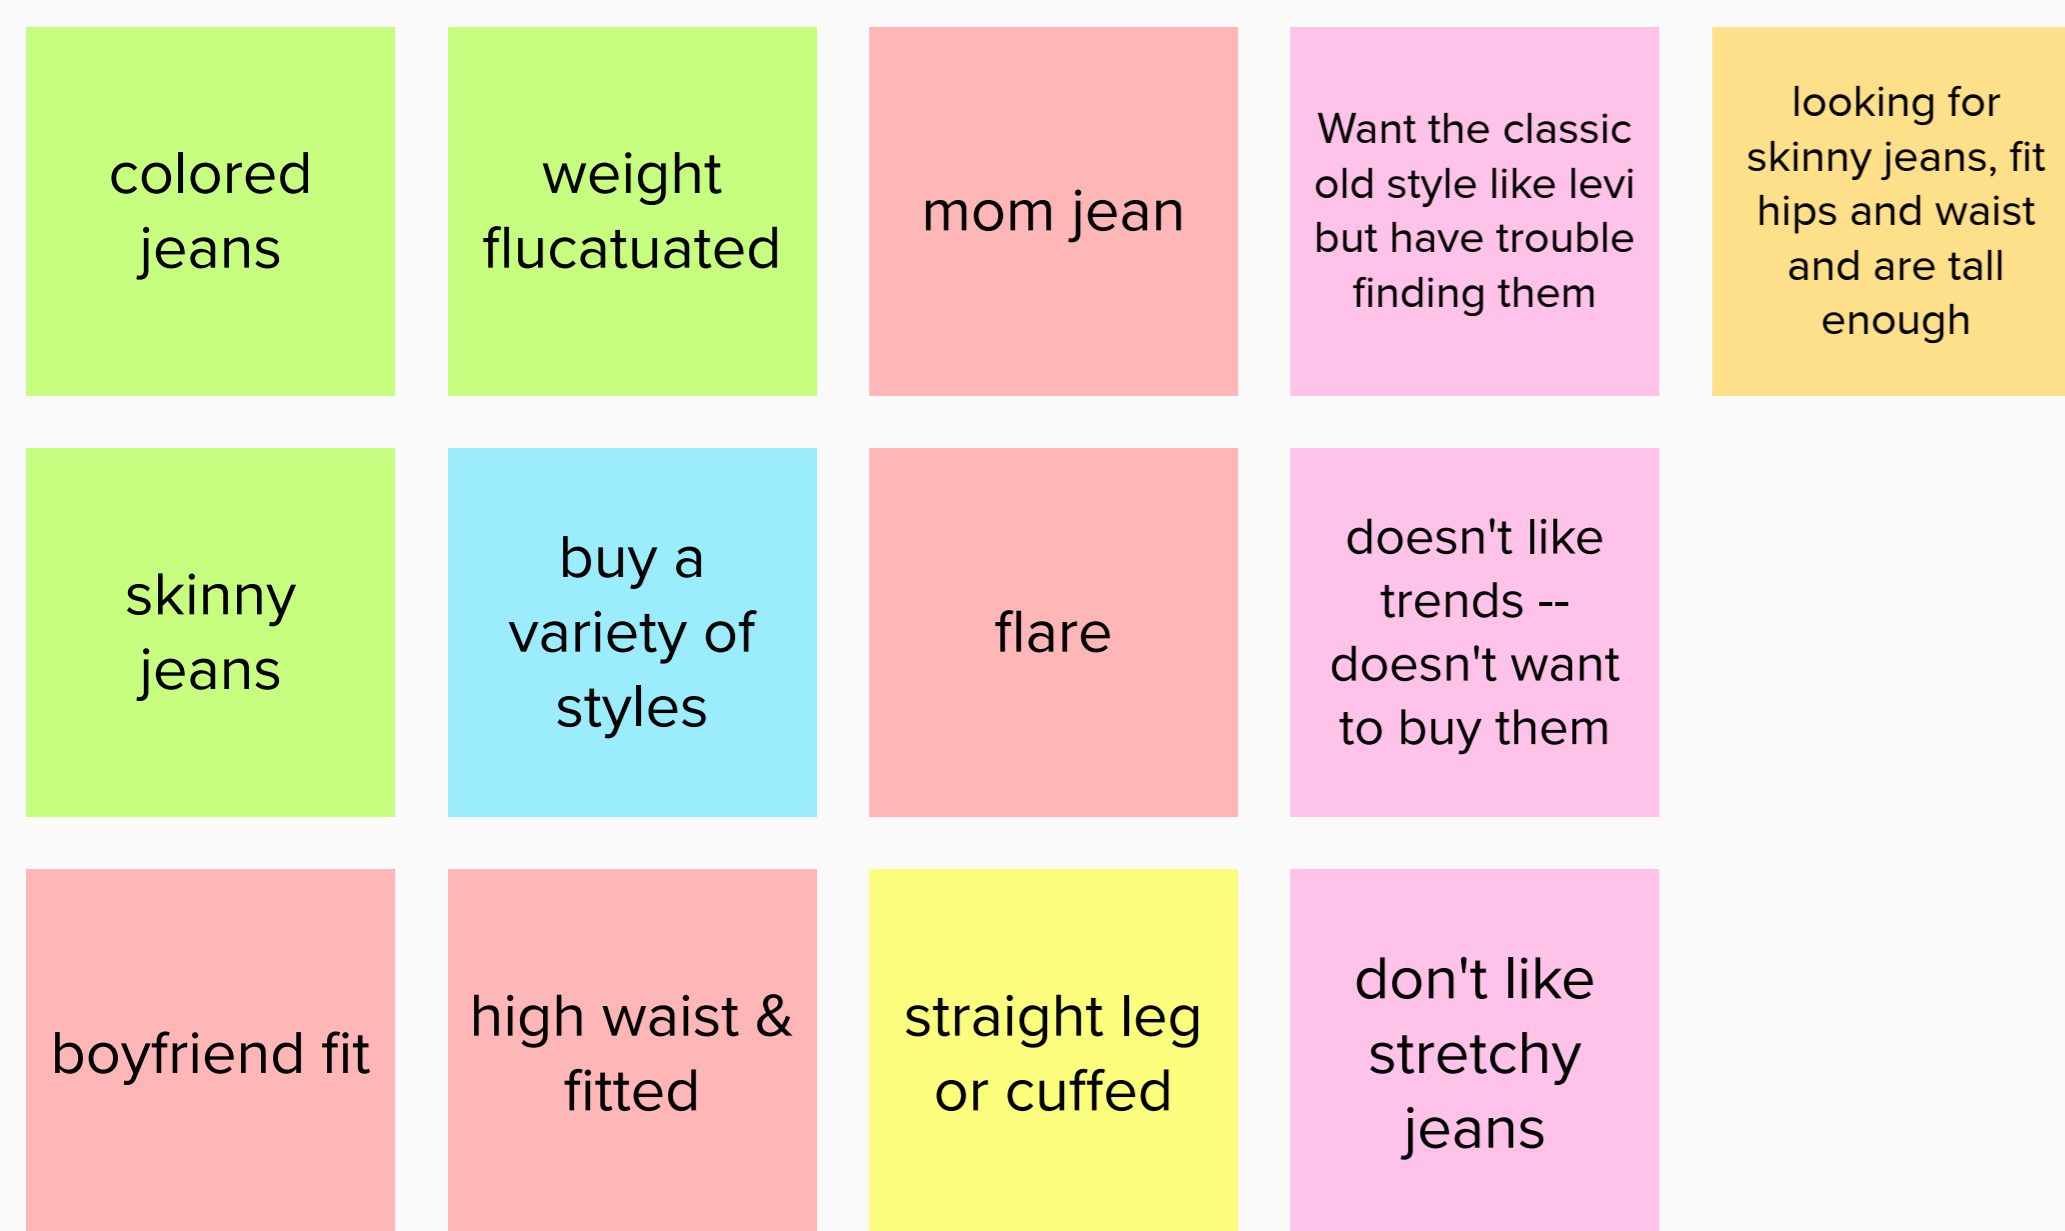 colored
jeans
weight
flucatuated
mom jean
Want the classic
old style like levi
but have trouble
finding them
looking for
skinny jeans, fit
hips and waist
and are tall
enough
skinny
jeans
buy a
variety of
styles
flare
doesn't like
trends --
doesn't want
to buy them
boyfriend fit
high waist &
fitted
straight leg
or cuffed
don't like
stretchy
jeans